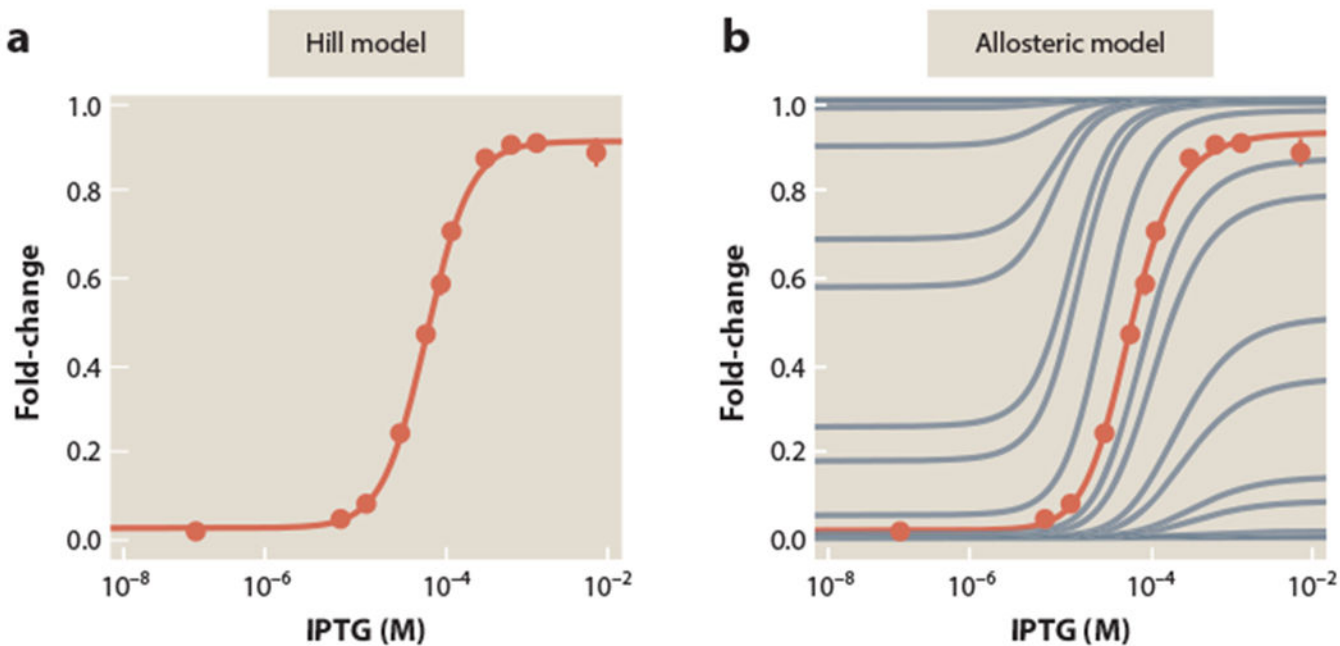 a
Hill model
1.0
0.8
0.6
0.4
0.2
0.0
Fold-change
10⁻⁸
10⁻⁶
10⁻⁴
10⁻²
IPTG (M)
b
Allosteric model
1.0
0.8
0.6
0.4
0.2
0.0
Fold-change
10⁻⁸
10⁻⁶
10⁻⁴
10⁻²
IPTG (M)